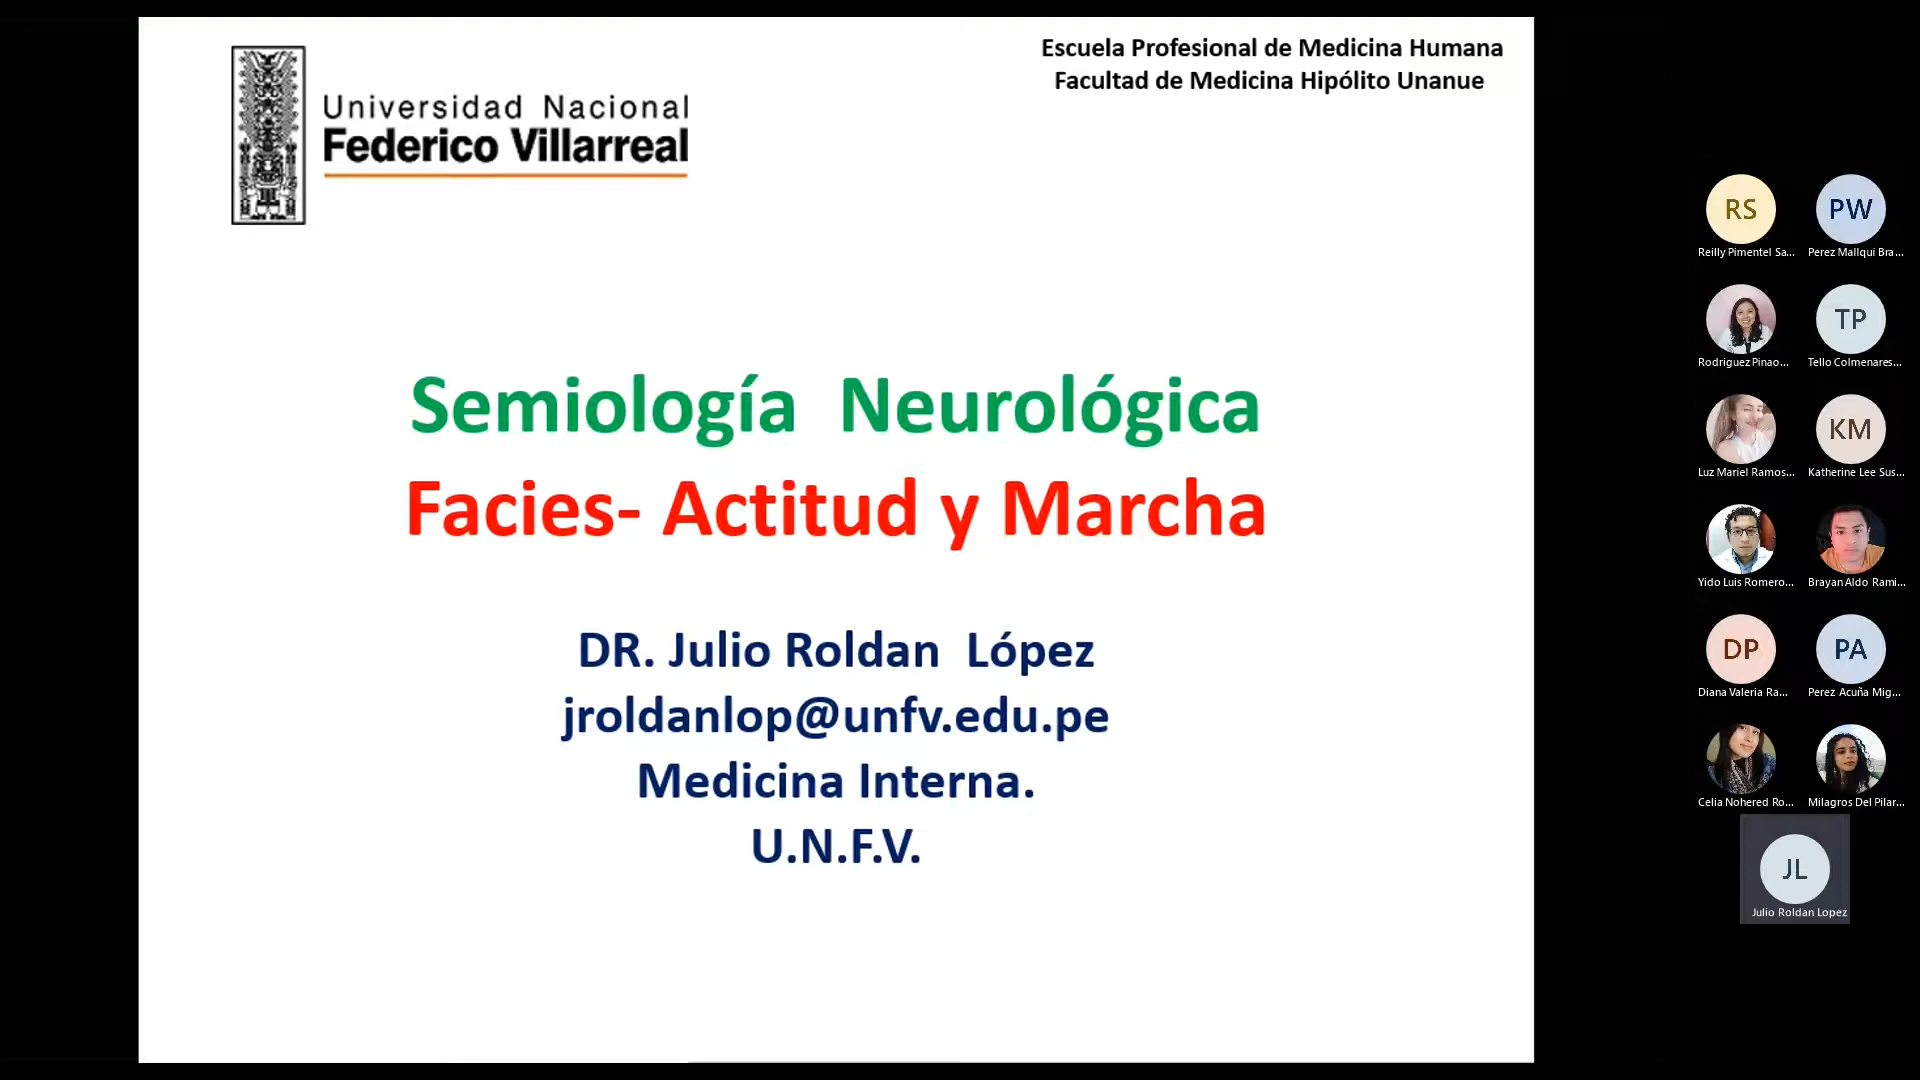 Escuela Profesional de Medicina Humana
Facultad de Medicina Hipólito Unanue
Universidad Nacional
Federico Villarreal
Semiología Neurológica
Facies- Actitud y Marcha
DR. Julio Roldan López
jroldanlop@unfv.edu.pe
Medicina Interna.
U.N.F.V.
RS
PW
Reilly Pimentel Sa...
Perez Mallqui Bra...
TP
Rodriguez Pinao...
Tello Colmenares...
KM
Luz Mariel Ramos...
Katherine Lee Sus...
Yido Luis Romero...
Brayan Aldo Rami...
DP
PA
Diana Valeria Ra...
Perez Acuña Mig...
Celia Nohered Ro...
Milagros Del Pilar...
JL
Julio Roldan Lopez